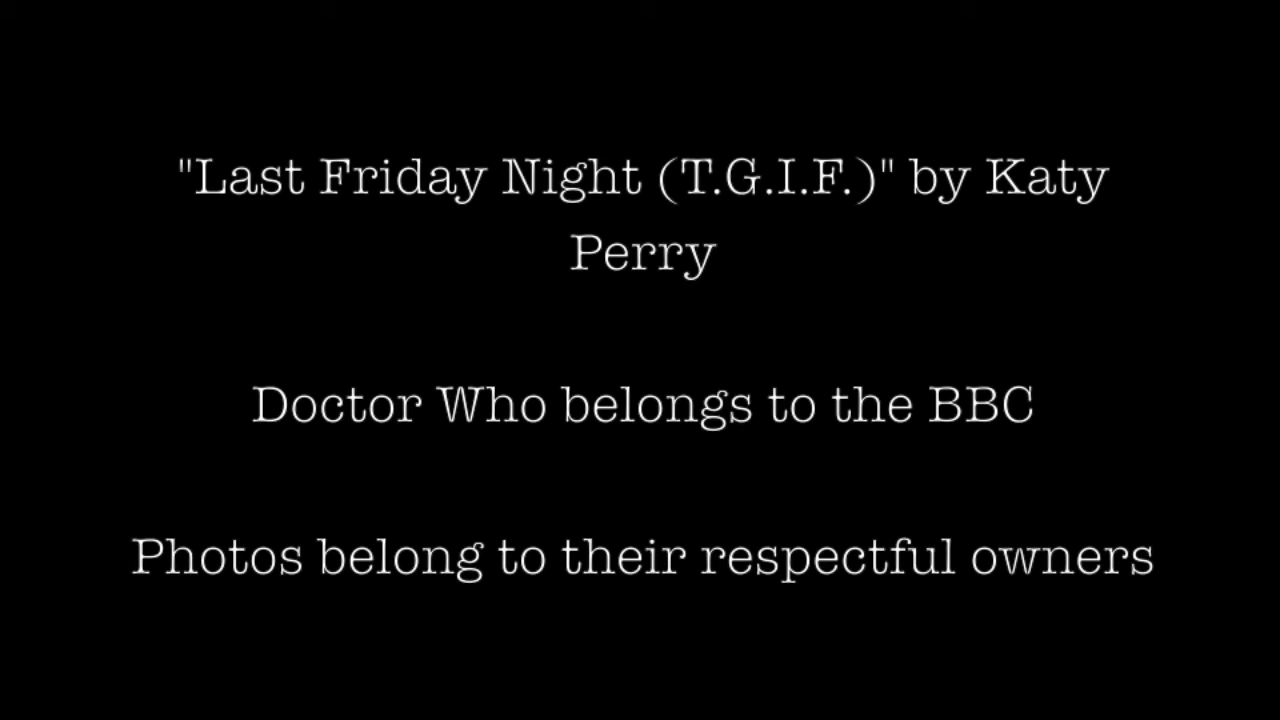 "Last Friday Night (T.G.I.F.)" by Katy
Perry
Doctor Who belongs to the BBC
Photos belong to their respectful owners